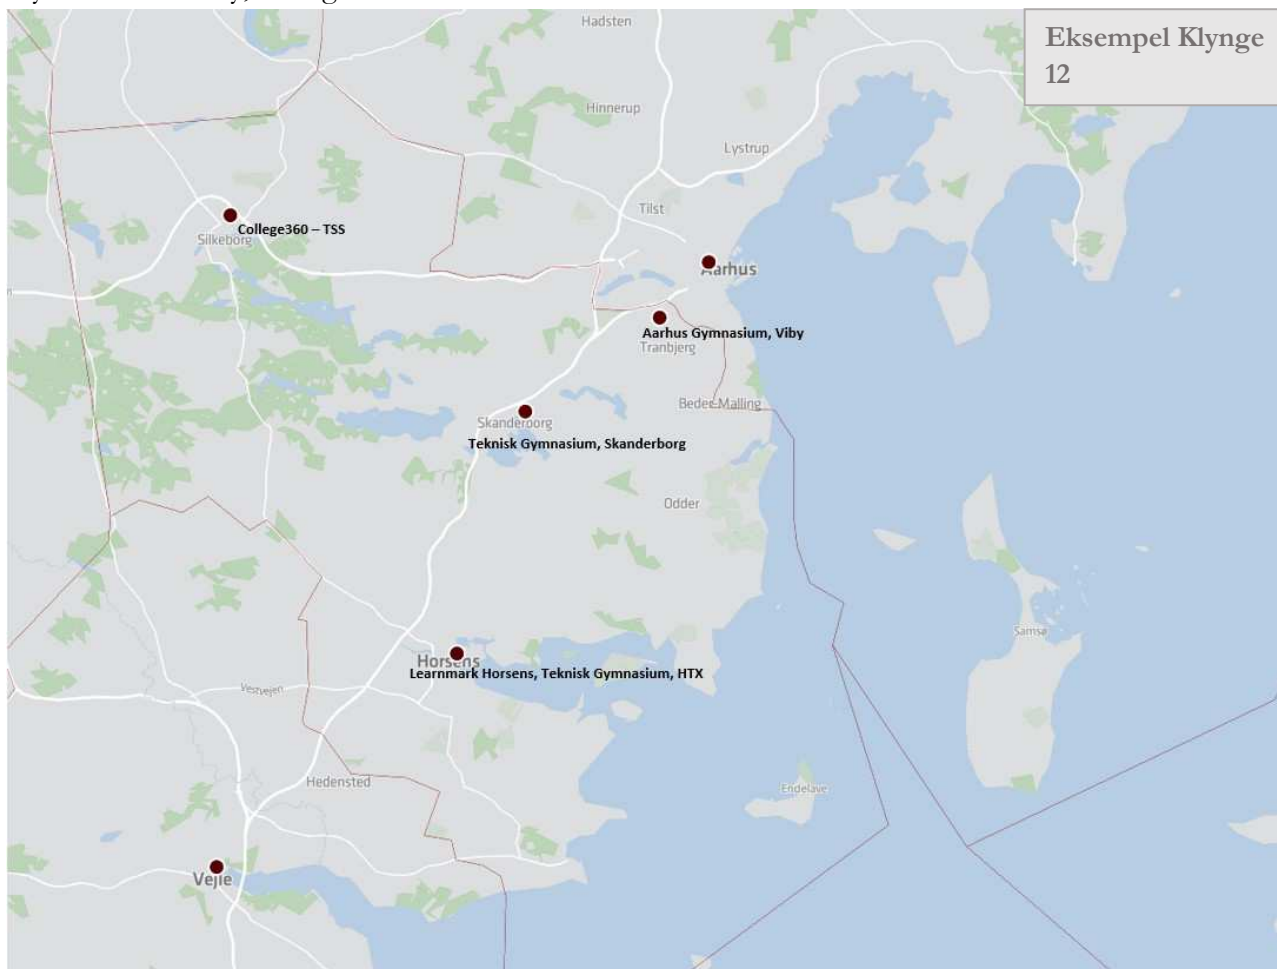 Hadsten
Eksempel Klynge
12
Hinnerup
Lystrup
Tilst
College360 – TSS
Silkeborg
Aarhus
Aarhus Gymnasium, Viby
Tranbjerg
Beder-Malling
Skanderborg
Teknisk Gymnasium, Skanderborg
Odder
Samsø
Horsens
Learnmark Horsens, Teknisk Gymnasium, HTX
Vestvejen
Hedensted
Endelave
Vejle